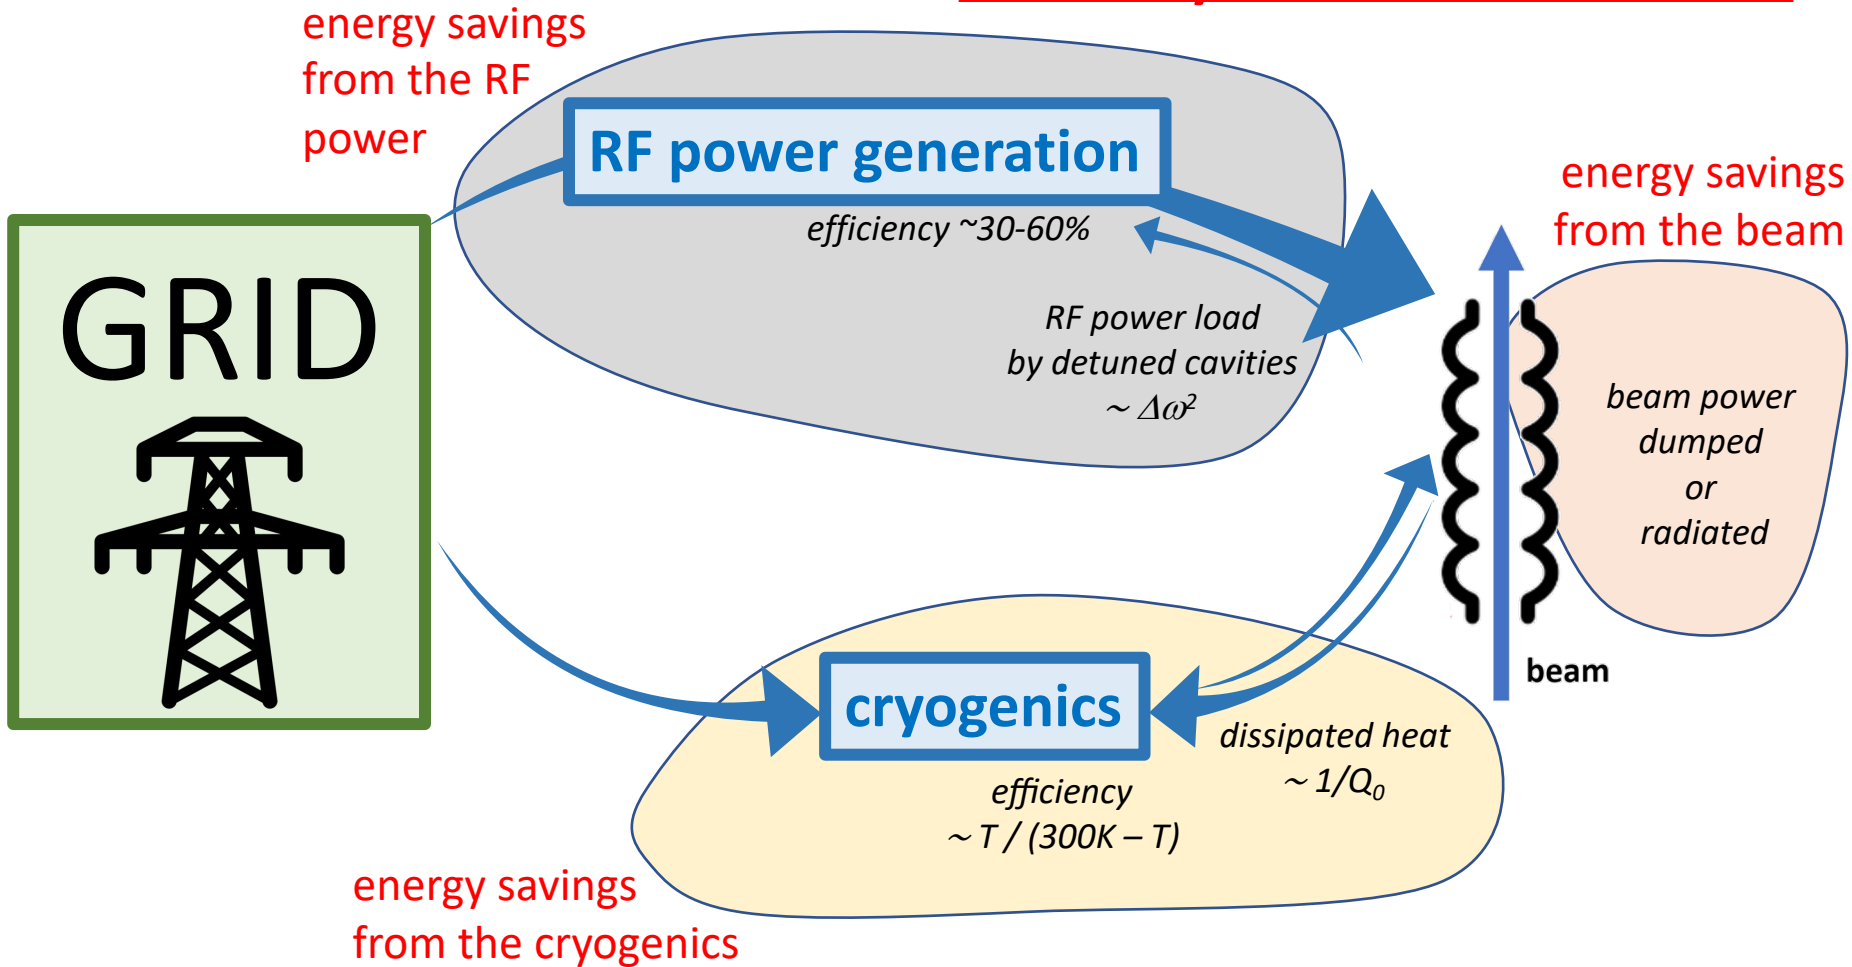 energy savings
from the RF
power
RF power generation
efficiency ~30-60%
energy savings
from the beam
GRID
RF power load
by detuned cavities
~ Δω²
beam power
dumped
or
radiated
beam
cryogenics
dissipated heat
~ 1/Q₀
efficiency
~ T / (300K – T)
energy savings
from the cryogenics